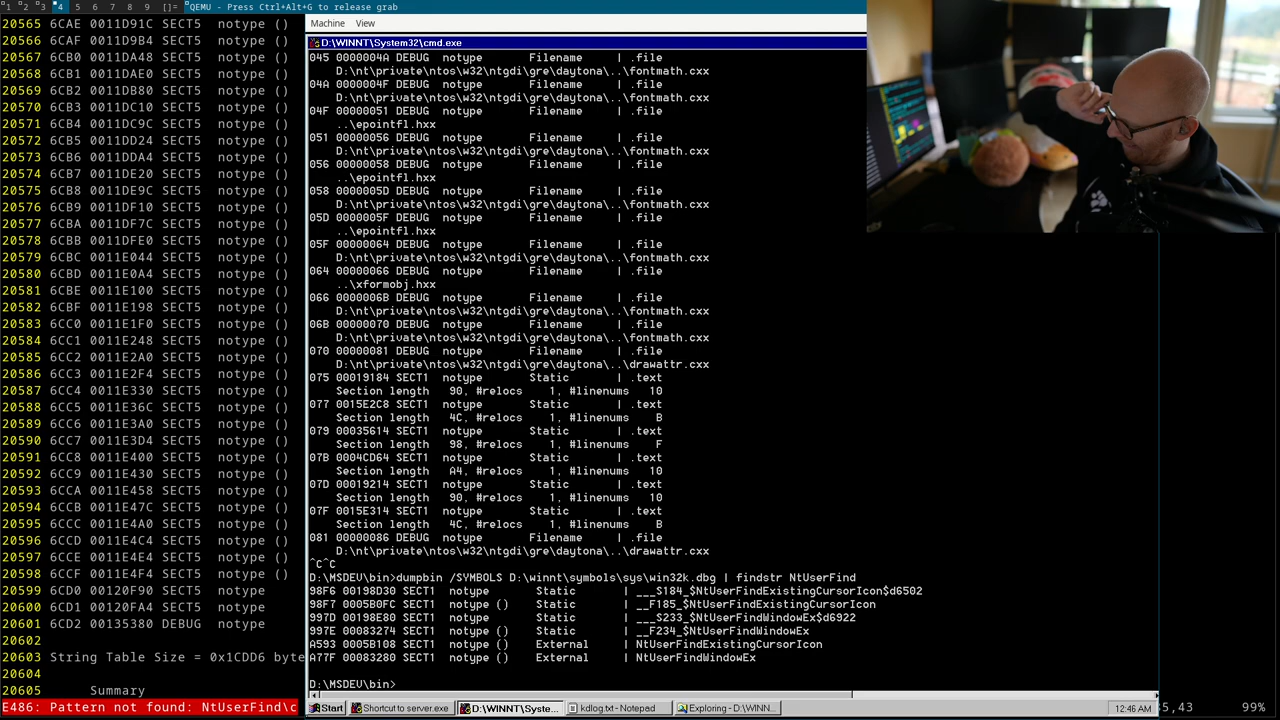 1 2 3 4 5 6 7 8 9 []= QEMU - Press Ctrl+Alt+G to release grab
20565 6CAE 0011D91C SECT5 notype ()
20566 6CAF 0011D9B4 SECT5 notype ()
20567 6CB0 0011DA48 SECT5 notype ()
20568 6CB1 0011DAE0 SECT5 notype ()
20569 6CB2 0011DB80 SECT5 notype ()
20570 6CB3 0011DC10 SECT5 notype ()
20571 6CB4 0011DC9C SECT5 notype ()
20572 6CB5 0011DD24 SECT5 notype ()
20573 6CB6 0011DDA4 SECT5 notype ()
20574 6CB7 0011DE20 SECT5 notype ()
20575 6CB8 0011DE9C SECT5 notype ()
20576 6CB9 0011DF10 SECT5 notype ()
20577 6CBA 0011DF7C SECT5 notype ()
20578 6CBB 0011DFE0 SECT5 notype ()
20579 6CBC 0011E044 SECT5 notype ()
20580 6CBD 0011E0A4 SECT5 notype ()
20581 6CBE 0011E100 SECT5 notype ()
20582 6CBF 0011E198 SECT5 notype ()
20583 6CC0 0011E1F0 SECT5 notype ()
20584 6CC1 0011E248 SECT5 notype ()
20585 6CC2 0011E2A0 SECT5 notype ()
20586 6CC3 0011E2F4 SECT5 notype ()
20587 6CC4 0011E330 SECT5 notype ()
20588 6CC5 0011E36C SECT5 notype ()
20589 6CC6 0011E3A0 SECT5 notype ()
20590 6CC7 0011E3D4 SECT5 notype ()
20591 6CC8 0011E400 SECT5 notype ()
20592 6CC9 0011E430 SECT5 notype ()
20593 6CCA 0011E458 SECT5 notype ()
20594 6CCB 0011E47C SECT5 notype ()
20595 6CCC 0011E4A0 SECT5 notype ()
20596 6CCD 0011E4C4 SECT5 notype ()
20597 6CCE 0011E4E4 SECT5 notype ()
20598 6CCF 0011E4F4 SECT5 notype ()
20599 6CD0 00120F90 SECT5 notype
20600 6CD1 00120FA4 SECT5 notype
20601 6CD2 00135380 DEBUG notype
20602
20603 String Table Size = 0x1CDD6 byte
20604
20605 Summary
E486: Pattern not found: NtUserFind\c
Machine View
D:\WINNT\System32\cmd.exe
045 0000004A DEBUG notype Filename | .file
D:\nt\private\ntos\w32\ntgdi\gre\daytona\..\fontmath.cxx
04A 0000004F DEBUG notype Filename | .file
D:\nt\private\ntos\w32\ntgdi\gre\daytona\..\fontmath.cxx
04F 00000051 DEBUG notype Filename | .file
..\epointfl.hxx
051 00000056 DEBUG notype Filename | .file
D:\nt\private\ntos\w32\ntgdi\gre\daytona\..\fontmath.cxx
056 00000058 DEBUG notype Filename | .file
..\epointfl.hxx
058 0000005D DEBUG notype Filename | .file
D:\nt\private\ntos\w32\ntgdi\gre\daytona\..\fontmath.cxx
05D 0000005F DEBUG notype Filename | .file
..\epointfl.hxx
05F 00000064 DEBUG notype Filename | .file
D:\nt\private\ntos\w32\ntgdi\gre\daytona\..\fontmath.cxx
064 00000066 DEBUG notype Filename | .file
..\xformobj.hxx
066 0000006B DEBUG notype Filename | .file
D:\nt\private\ntos\w32\ntgdi\gre\daytona\..\fontmath.cxx
06B 00000070 DEBUG notype Filename | .file
D:\nt\private\ntos\w32\ntgdi\gre\daytona\..\fontmath.cxx
070 00000081 DEBUG notype Filename | .file
D:\nt\private\ntos\w32\ntgdi\gre\daytona\..\drawattr.cxx
075 00019184 SECT1 notype Static | .text
Section length 90, #relocs 1, #linenums 10
077 0015E2C8 SECT1 notype Static | .text
Section length 4C, #relocs 1, #linenums B
079 00035614 SECT1 notype Static | .text
Section length 98, #relocs 1, #linenums F
07B 0004CD64 SECT1 notype Static | .text
Section length A4, #relocs 1, #linenums 10
07D 00019214 SECT1 notype Static | .text
Section length 90, #relocs 1, #linenums 10
07F 0015E314 SECT1 notype Static | .text
Section length 4C, #relocs 1, #linenums B
081 00000086 DEBUG notype Filename | .file
D:\nt\private\ntos\w32\ntgdi\gre\daytona\..\drawattr.cxx
^C^C
D:\MSDEV\bin>dumpbin /SYMBOLS D:\winnt\symbols\sys\win32k.dbg | findstr NtUserFind
98F6 00198D30 SECT1 notype Static | ___S184_$NtUserFindExistingCursorIcon$d6502
98F7 0005B0FC SECT1 notype () Static | __F185_$NtUserFindExistingCursorIcon
997D 00198E80 SECT1 notype Static | ___S233_$NtUserFindWindowEx$d6922
997E 00083274 SECT1 notype () Static | __F234_$NtUserFindWindowEx
A593 0005B108 SECT1 notype () External | NtUserFindExistingCursorIcon
A77F 00083280 SECT1 notype () External | NtUserFindWindowEx
D:\MSDEV\bin>
Start Shortcut to server.exe D:\WINNT\Syste... kdlog.txt - Notepad Exploring - D:\WINN... 12:46 AM
5,43 99%